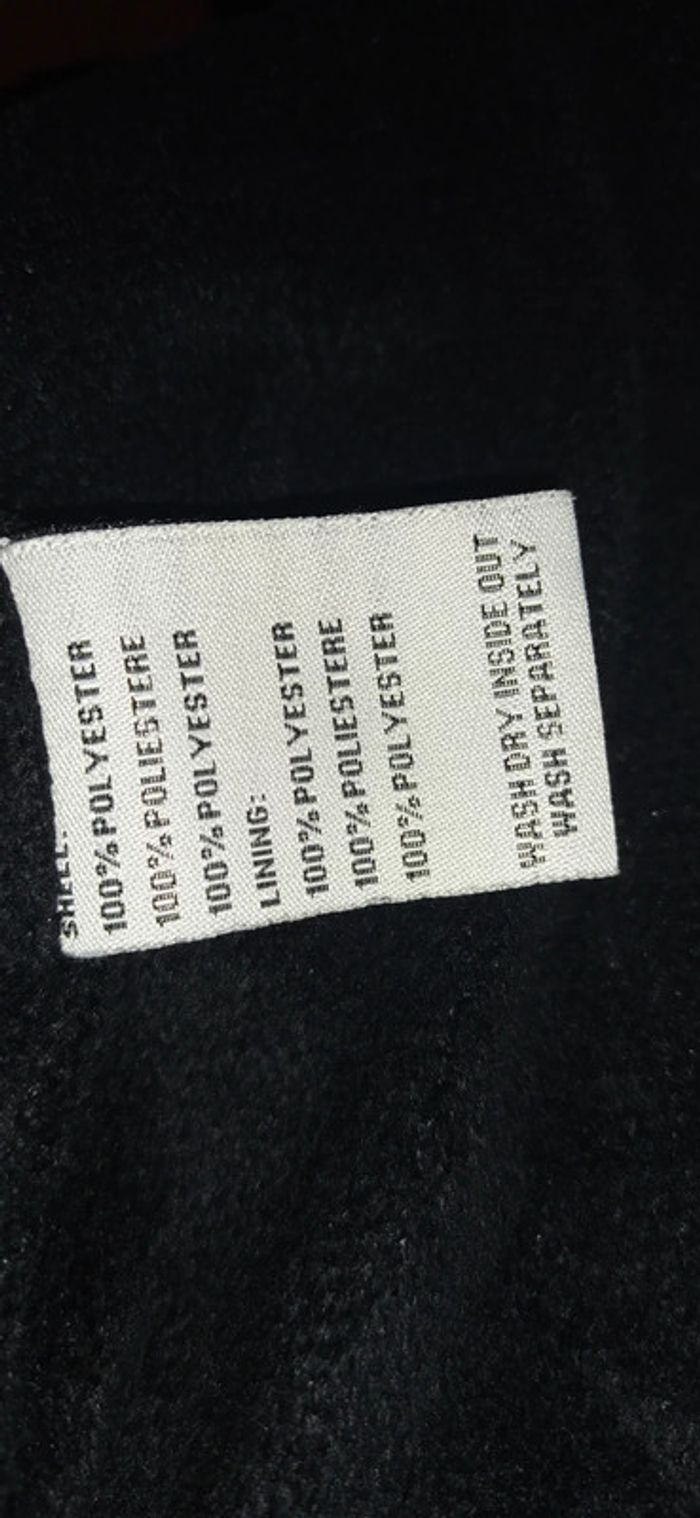 SHELL:
100% POLYESTER
100% POLIESTERE
100% POLYESTER
LINING:
100% POLYESTER
100% POLIESTERE
100% POLYESTER
WASH DRY INSIDE OUT
WASH SEPARATELY